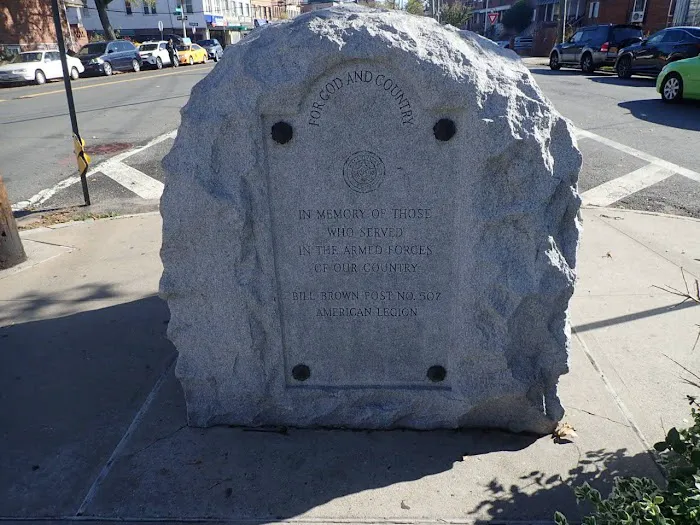 FOR GOD AND COUNTRY
IN MEMORY OF THOSE
WHO SERVED
IN THE ARMED FORCES
OF OUR COUNTRY
BILL BROWN POST NO. 507
AMERICAN LEGION